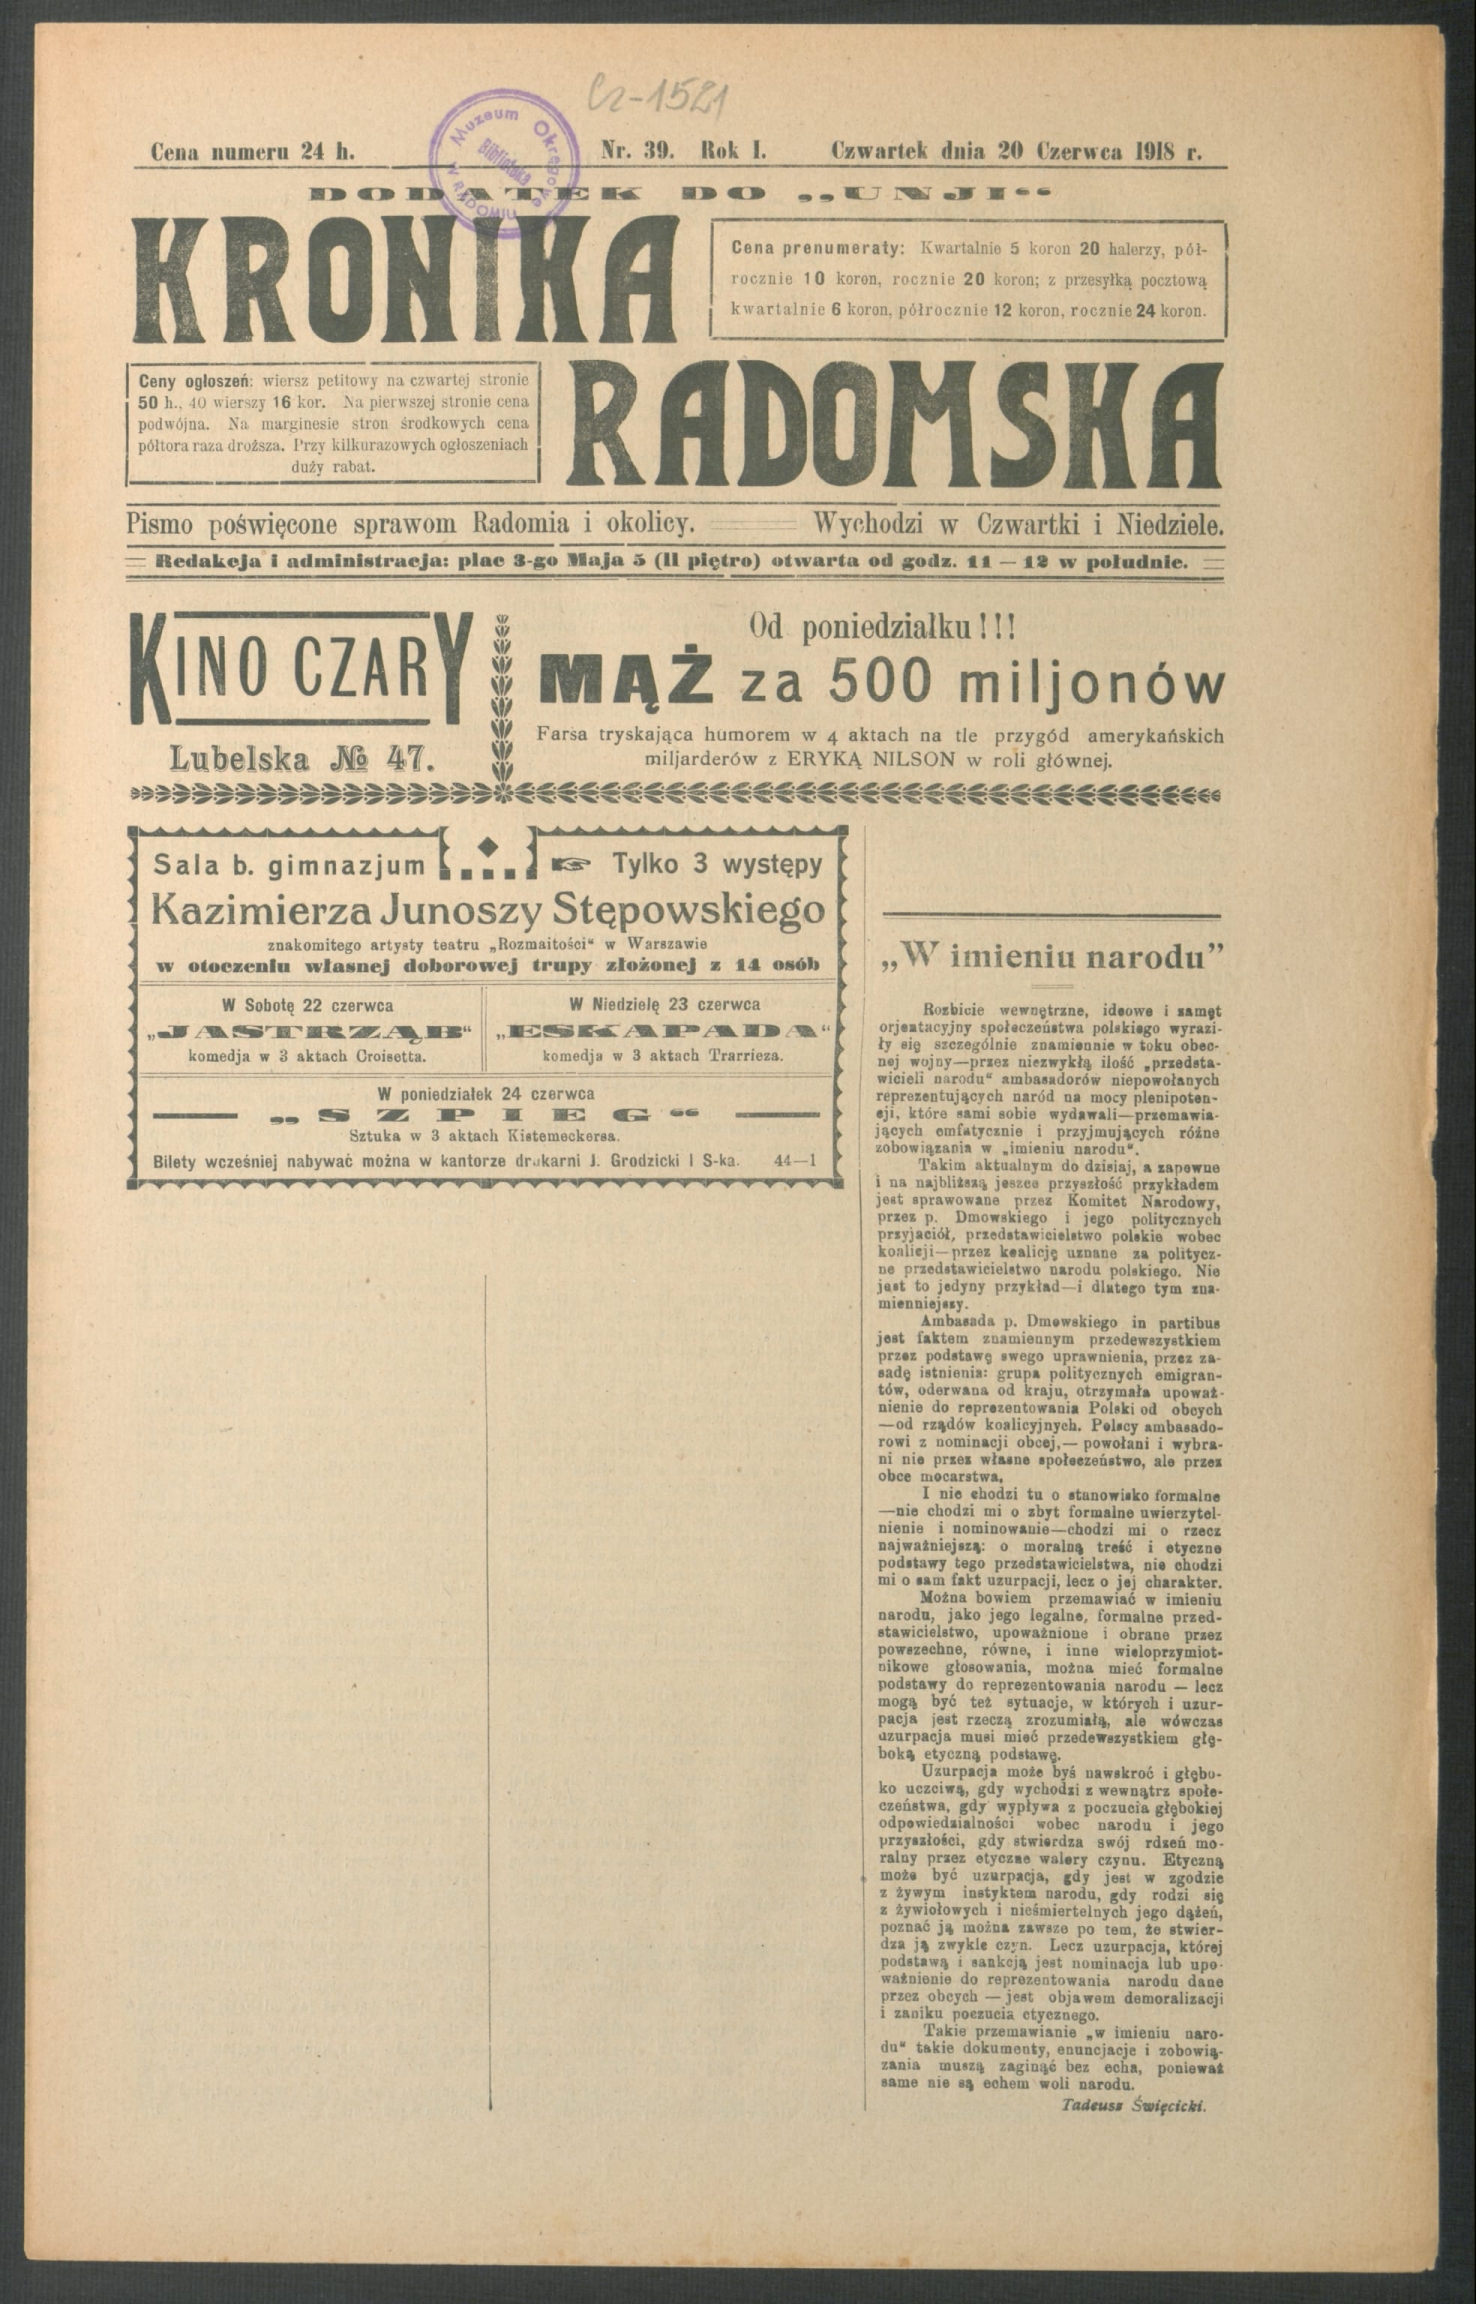 Cz-1521
Muzeum Okręgowe
Biblioteka
W RADOMIU
Cena numeru 24 h.
Nr. 39. Rok I.
Czwartek dnia 20 Czerwca 1918 r.
DODATEK DO „UNJI“
KRONIKA
Cena prenumeraty: Kwartalnie 5 koron 20 halerzy, pół-
rocznie 10 koron, rocznie 20 koron; z przesyłką pocztową
kwartalnie 6 koron, półrocznie 12 koron, rocznie 24 koron.
Ceny ogłoszeń: wiersz petitowy na czwartej stronie
50 h., 40 wierszy 16 kor. Na pierwszej stronie cena
podwójna. Na marginesie stron środkowych cena
półtora raza droższa. Przy kilkurazowych ogłoszeniach
duży rabat.
RADOMSKA
Pismo poświęcone sprawom Radomia i okolicy.
Wychodzi w Czwartki i Niedziele.
Redakcja i administracja: plac 3-go Maja 5 (II piętro) otwarta od godz. 11 — 12 w południe.
KINO CZARY
Lubelska № 47.
Od poniedziałku!!!
MĄŻ za 500 miljonów
Farsa tryskająca humorem w 4 aktach na tle przygód amerykańskich
miljarderów z ERYKĄ NILSON w roli głównej.
Sala b. gimnazjum
☞ Tylko 3 występy
Kazimierza Junoszy Stępowskiego
znakomitego artysty teatru „Rozmaitości“ w Warszawie
w otoczeniu własnej doborowej trupy złożonej z 14 osób
W Sobotę 22 czerwca
„JASTRZĄB“
komedja w 3 aktach Croisetta.
W Niedzielę 23 czerwca
„ESKAPADA“
komedja w 3 aktach Trarrieza.
W poniedziałek 24 czerwca
„SZPIEG“
Sztuka w 3 aktach Kistemeckersa.
Bilety wcześniej nabywać można w kantorze drukarni J. Grodzicki i S-ka. 44—1
„W imieniu narodu”
Rozbicie wewnętrzne, ideowe i zamęt
orjentacyjny społeczeństwa polskiego wyrazi-
ły się szczególnie znamiennie w toku obec-
nej wojny—przez niezwykłą ilość „przedsta-
wicieli narodu“ ambasadorów niepowołanych
reprezentujących naród na mocy plenipoten-
cji, które sami sobie wydawali—przemawia-
jących emfatycznie i przyjmujących różne
zobowiązania w „imieniu narodu“.
Takim aktualnym do dzisiaj, a zapewne
i na najbliższą jeszcze przyszłość przykładem
jest sprawowane przez Komitet Narodowy,
przez p. Dmowskiego i jego politycznych
przyjaciół, przedstawicielstwo polskie wobec
koalicji—przez koalicję uznane za politycz-
ne przedstawicielstwo narodu polskiego. Nie
jest to jedyny przykład—i dlatego tym zna-
mienniejszy.
Ambasada p. Dmowskiego in partibus
jest faktem znamiennym przedewszystkiem
przez podstawę swego uprawnienia, przez za-
sadę istnienia: grupa politycznych emigran-
tów, oderwana od kraju, otrzymała upoważ-
nienie do reprezentowania Polski od obcych
—od rządów koalicyjnych. Polscy ambasado-
rowi z nominacji obcej,— powołani i wybra-
ni nie przez własne społeczeństwo, ale przez
obce mocarstwa.
I nie chodzi tu o stanowisko formalne
—nie chodzi mi o zbyt formalne uwierzytel-
nienie i nominowanie—chodzi mi o rzecz
najważniejszą: o moralną treść i etyczne
podstawy tego przedstawicielstwa, nie chodzi
mi o sam fakt uzurpacji, lecz o jej charakter.
Można bowiem przemawiać w imieniu
narodu, jako jego legalne, formalne przed-
stawicielstwo, upoważnione i obrane przez
powszechne, równe, i inne wieloprzymiot-
nikowe głosowania, można mieć formalne
podstawy do reprezentowania narodu — lecz
mogą być też sytuacje, w których i uzur-
pacja jest rzeczą zrozumiałą, ale wówczas
uzurpacja musi mieć przedewszystkiem głę-
boką etyczną podstawę.
Uzurpacja może byś nawskroć i głębo-
ko uczciwą, gdy wychodzi z wewnątrz społe-
czeństwa, gdy wypływa z poczucia głębokiej
odpowiedzialności wobec narodu i jego
przyszłości, gdy stwierdza swój rdzeń mo-
ralny przez etyczne walory czynu. Etyczną
może być uzurpacja, gdy jest w zgodzie
z żywym instyktem narodu, gdy rodzi się
z żywiołowych i nieśmiertelnych jego dążeń,
poznać ją można zawsze po tem, że stwier-
dza ją zwykle czyn. Lecz uzurpacja, której
podstawą i sankcją jest nominacja lub upo-
ważnienie do reprezentowania narodu dane
przez obcych — jest objawem demoralizacji
i zaniku poczucia etycznego.
Takie przemawianie „w imieniu naro-
du“ takie dokumenty, enuncjacje i zobowią-
zania muszą zaginąć bez echa, ponieważ
same nie są echem woli narodu.
Tadeusz Święcicki.